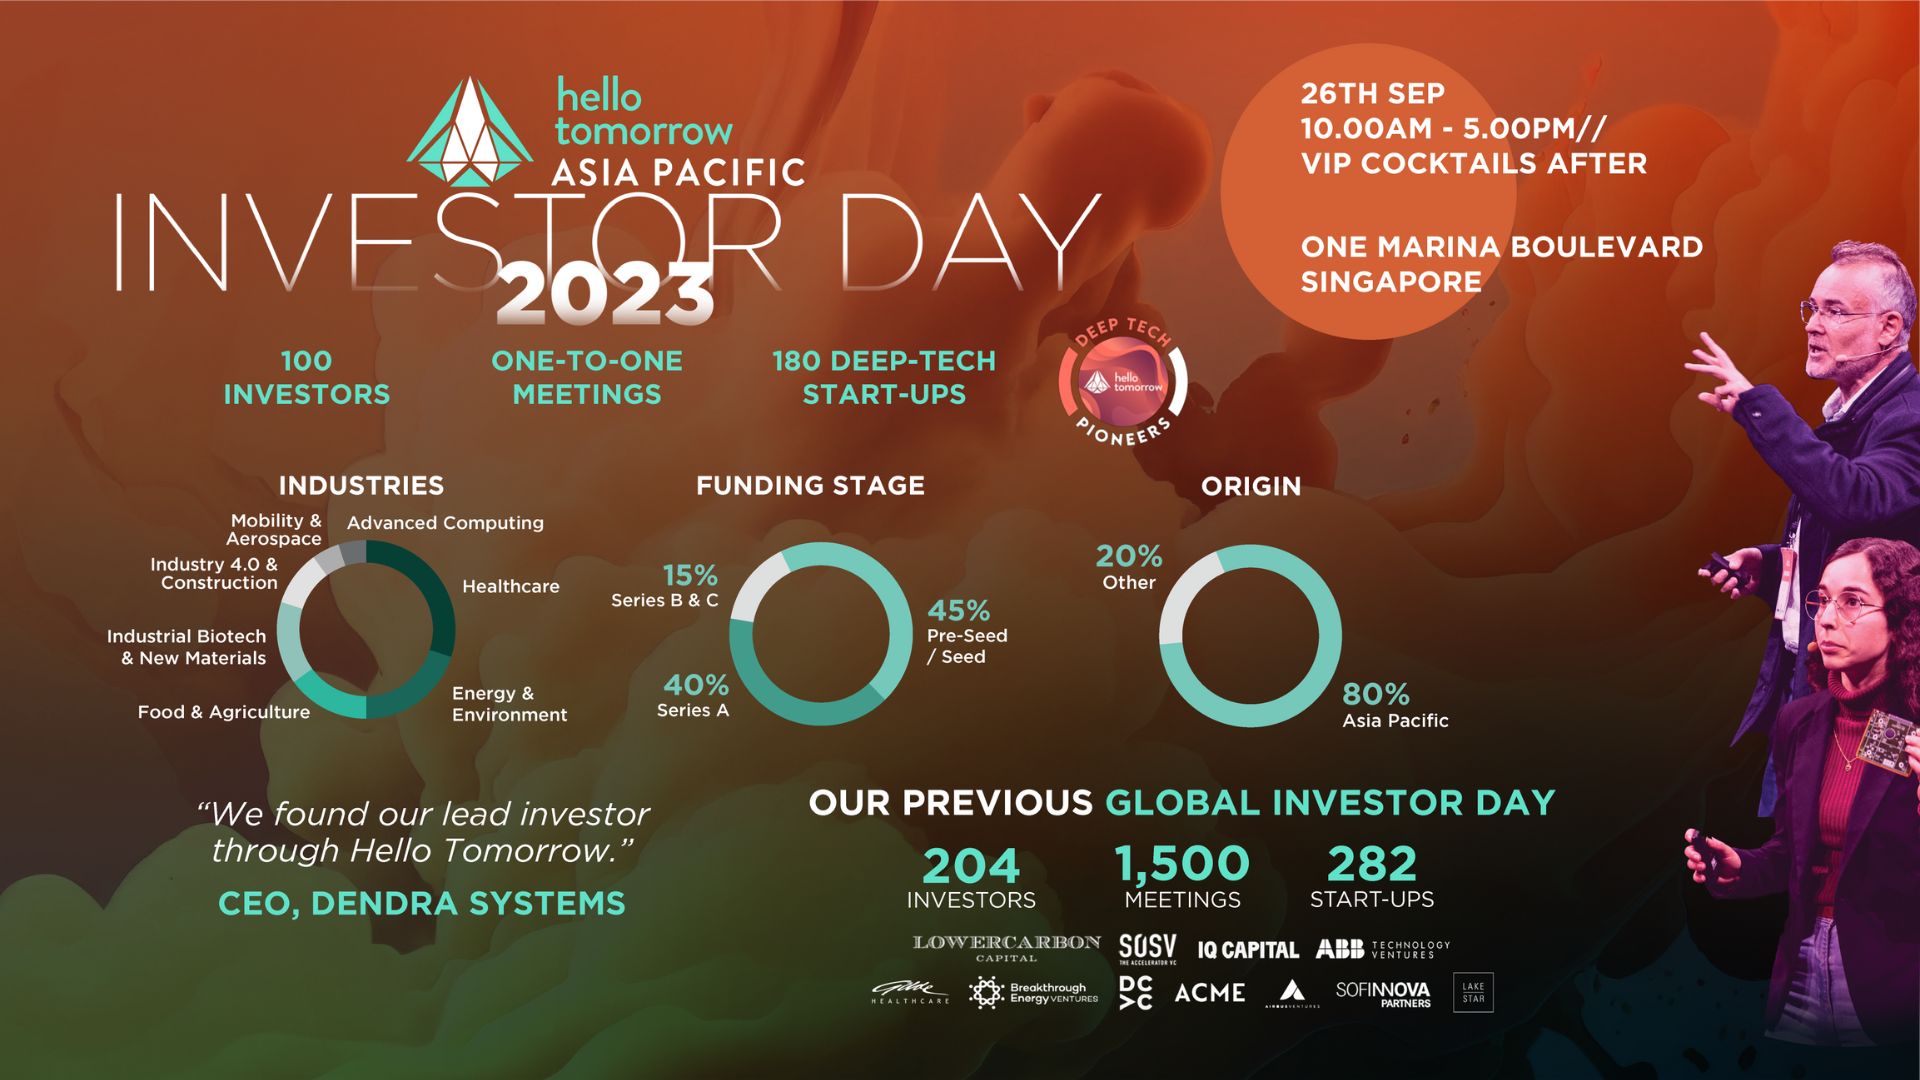 hello
tomorrow
ASIA PACIFIC
INVESTOR DAY
2023
26TH SEP
10.00AM - 5.00PM//
VIP COCKTAILS AFTER
ONE MARINA BOULEVARD
SINGAPORE
100
INVESTORS
ONE-TO-ONE
MEETINGS
180 DEEP-TECH
START-UPS
DEEP TECH
hello
tomorrow
PIONEERS
INDUSTRIES
Mobility &
Aerospace
Advanced Computing
Industry 4.0 &
Construction
Healthcare
Industrial Biotech
& New Materials
Energy &
Environment
Food & Agriculture
FUNDING STAGE
15%
Series B & C
45%
Pre-Seed
/ Seed
40%
Series A
ORIGIN
20%
Other
80%
Asia Pacific
“We found our lead investor
through Hello Tomorrow.”
CEO, DENDRA SYSTEMS
OUR PREVIOUS GLOBAL INVESTOR DAY
204
INVESTORS
1,500
MEETINGS
282
START-UPS
LOWERCARBON
CAPITAL
SOSV
THE ACCELERATOR VC
IQ CAPITAL
ABB TECHNOLOGY
VENTURES
Gilde
HEALTHCARE
Breakthrough
Energy VENTURES
DC
VC
ACME
AIRBUS VENTURES
SOFINNOVA
PARTNERS
LAKE
STAR